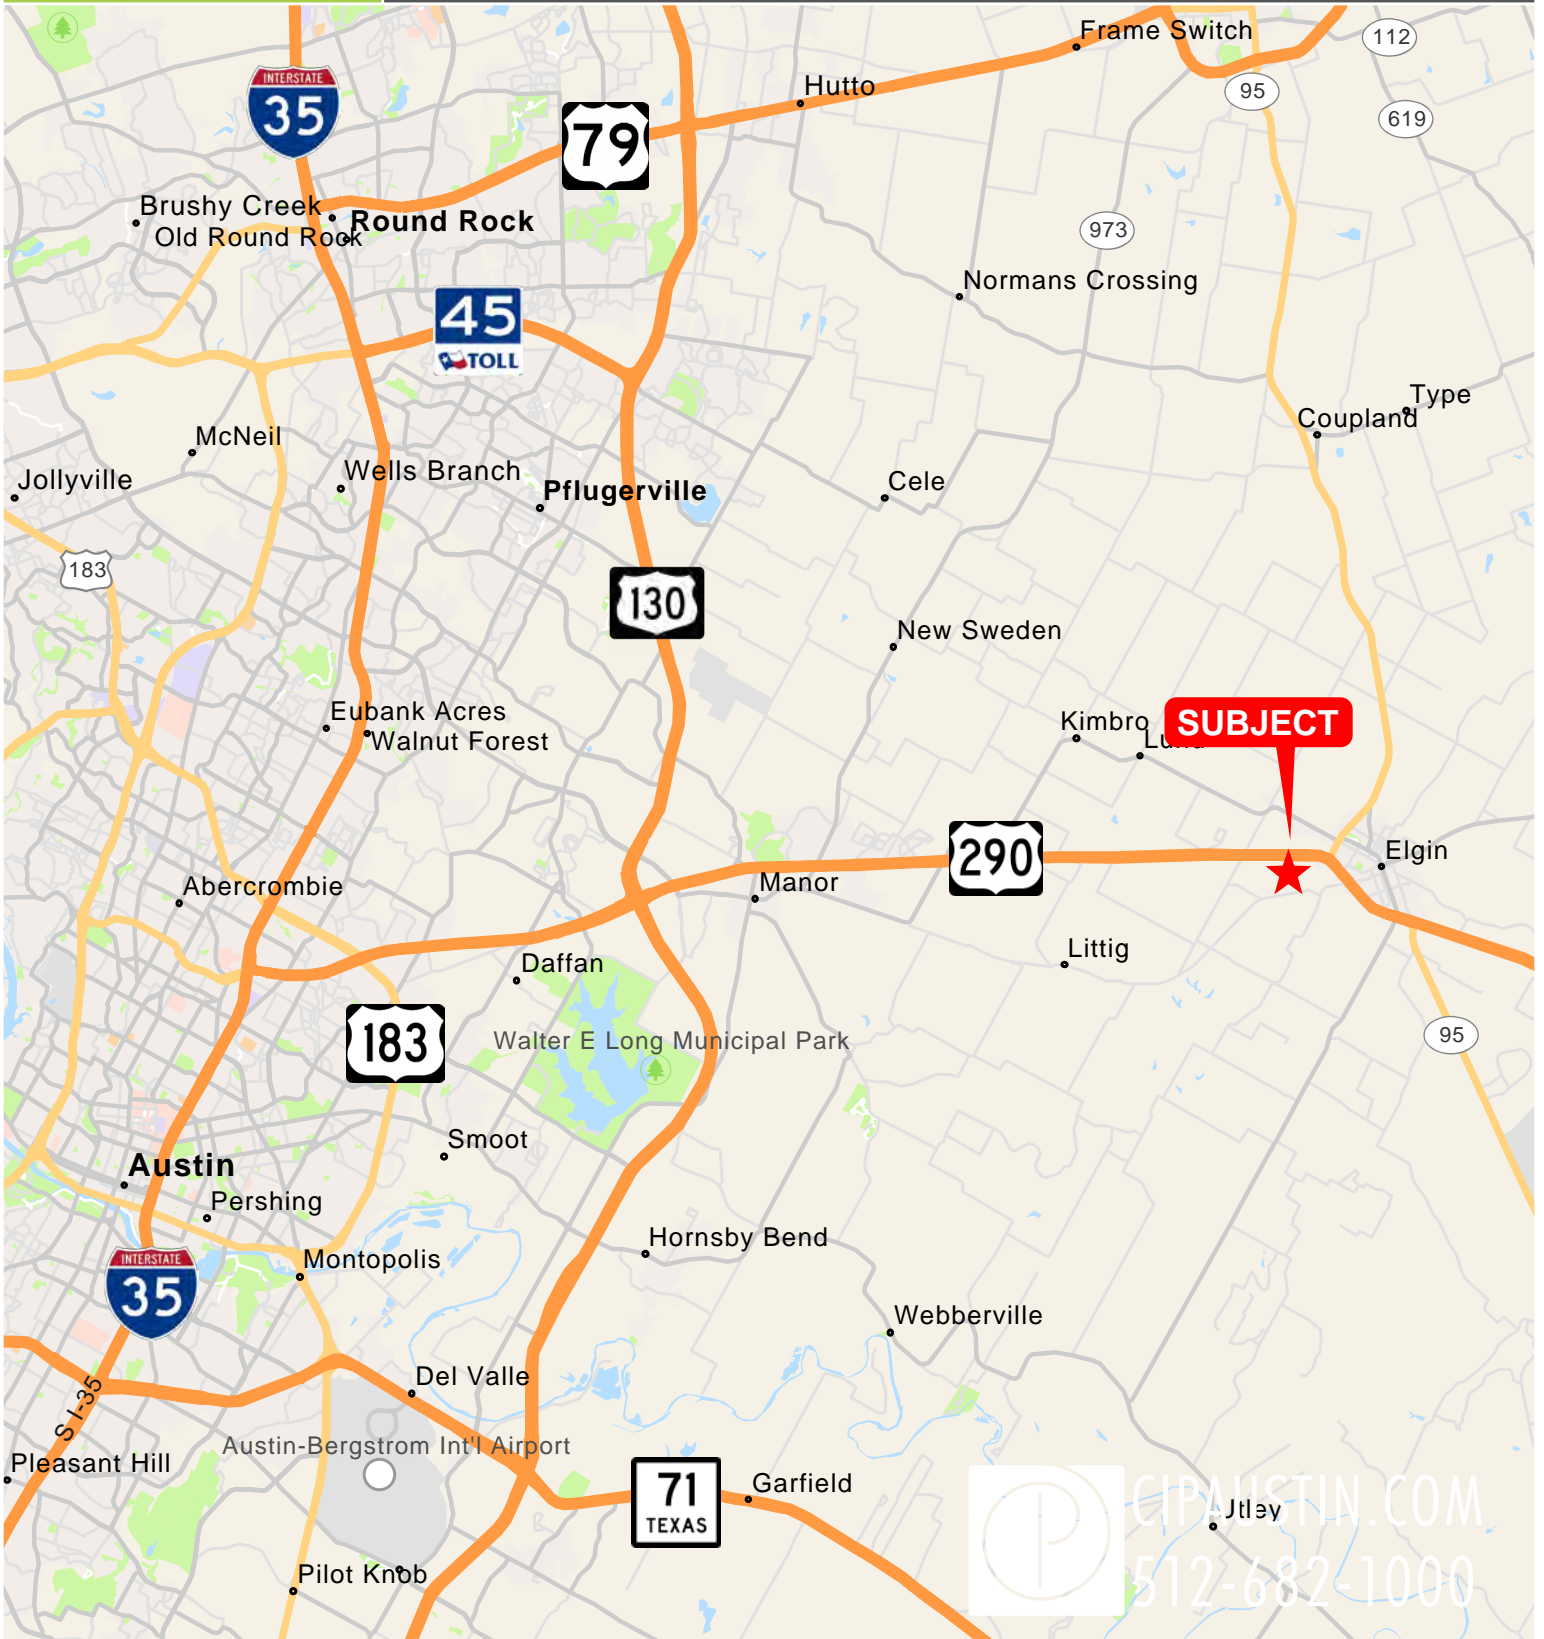 Frame Switch
112
INTERSTATE
35
Hutto
95
79
619
Brushy Creek
Round Rock
Old Round Rock
973
Normans Crossing
45
TOLL
Type
Coupland
McNeil
Wells Branch
Jollyville
Cele
Pflugerville
183
130
New Sweden
Eubank Acres
Kimbro
SUBJECT
Walnut Forest
290
Elgin
Abercrombie
Manor
Littig
Daffan
183
Walter E Long Municipal Park
95
Smoot
Austin
Pershing
Hornsby Bend
INTERSTATE
35
Montopolis
Webberville
Del Valle
S I-35
Austin-Bergstrom Int'l Airport
Pleasant Hill
71
TEXAS
Garfield
CIPAUSTIN.COM
Utley
512-682-1000
Pilot Knob